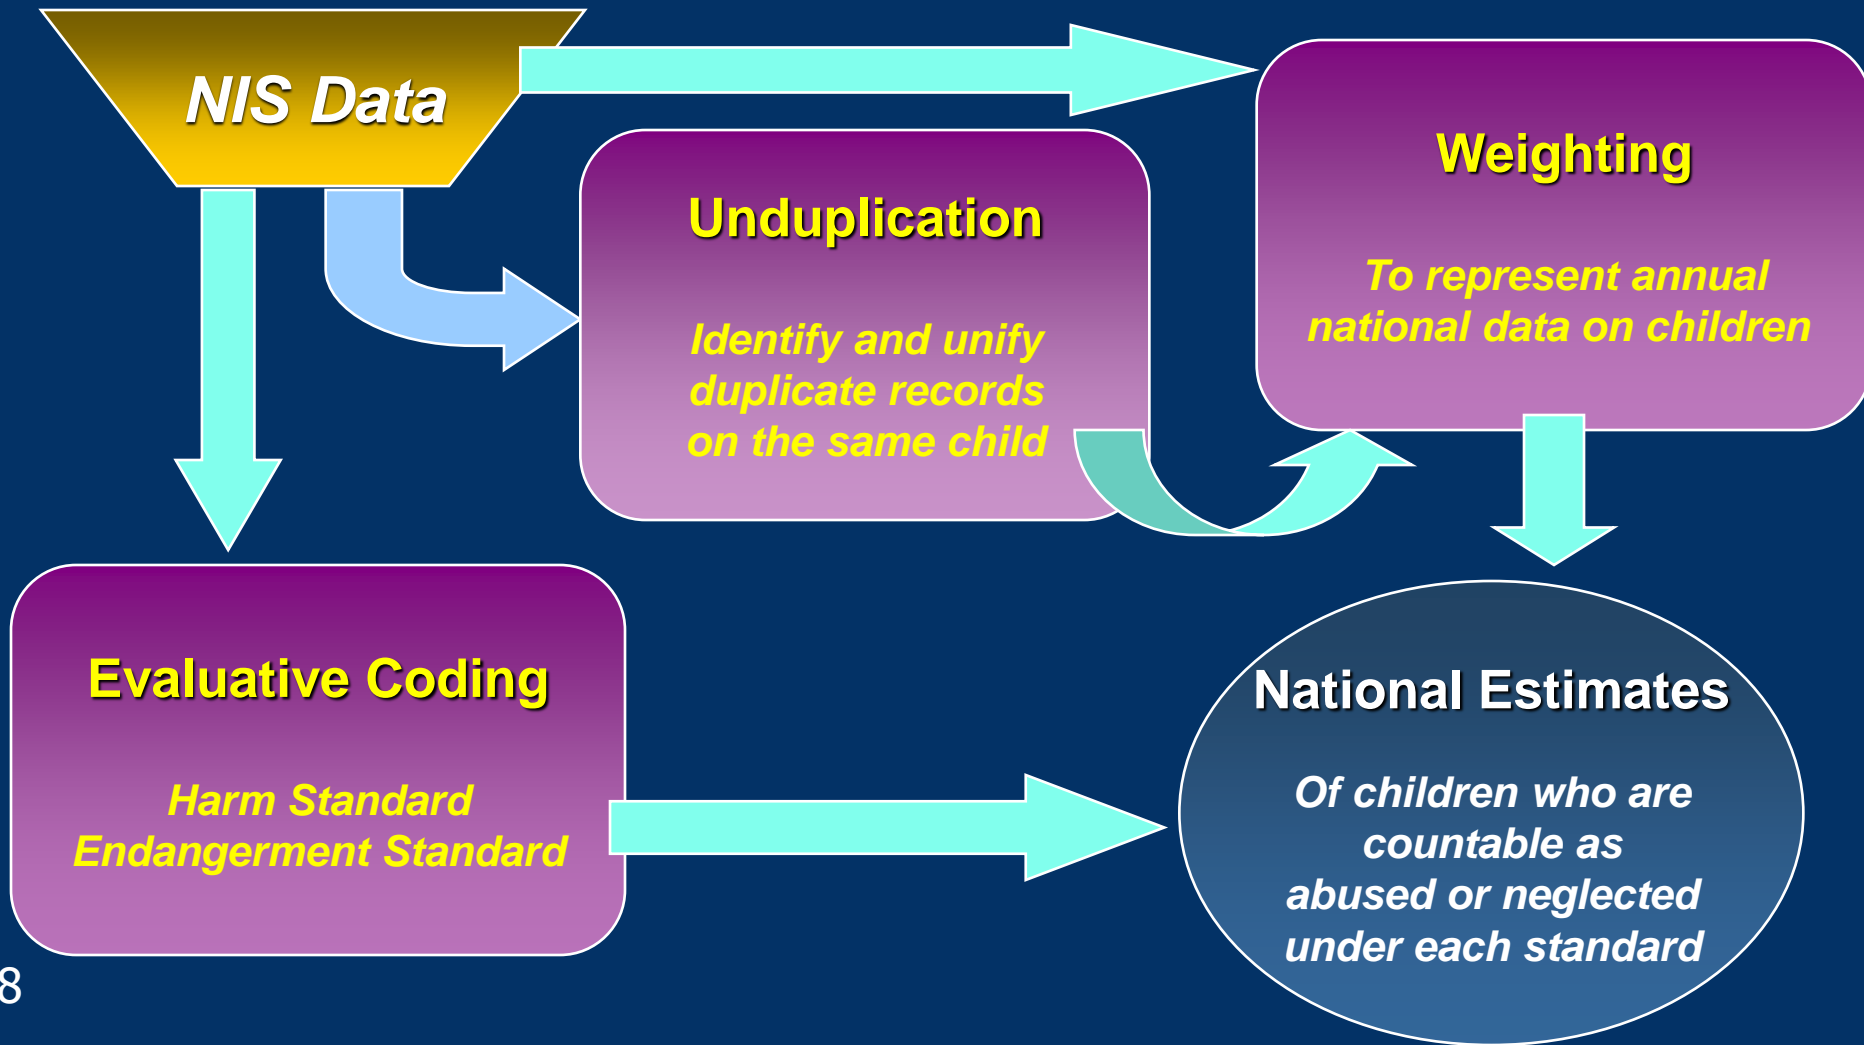 NIS Data
Unduplication
Identify and unify
duplicate records
on the same child
Weighting
To represent annual
national data on children
Evaluative Coding
Harm Standard
Endangerment Standard
National Estimates
Of children who are
countable as
abused or neglected
under each standard
8